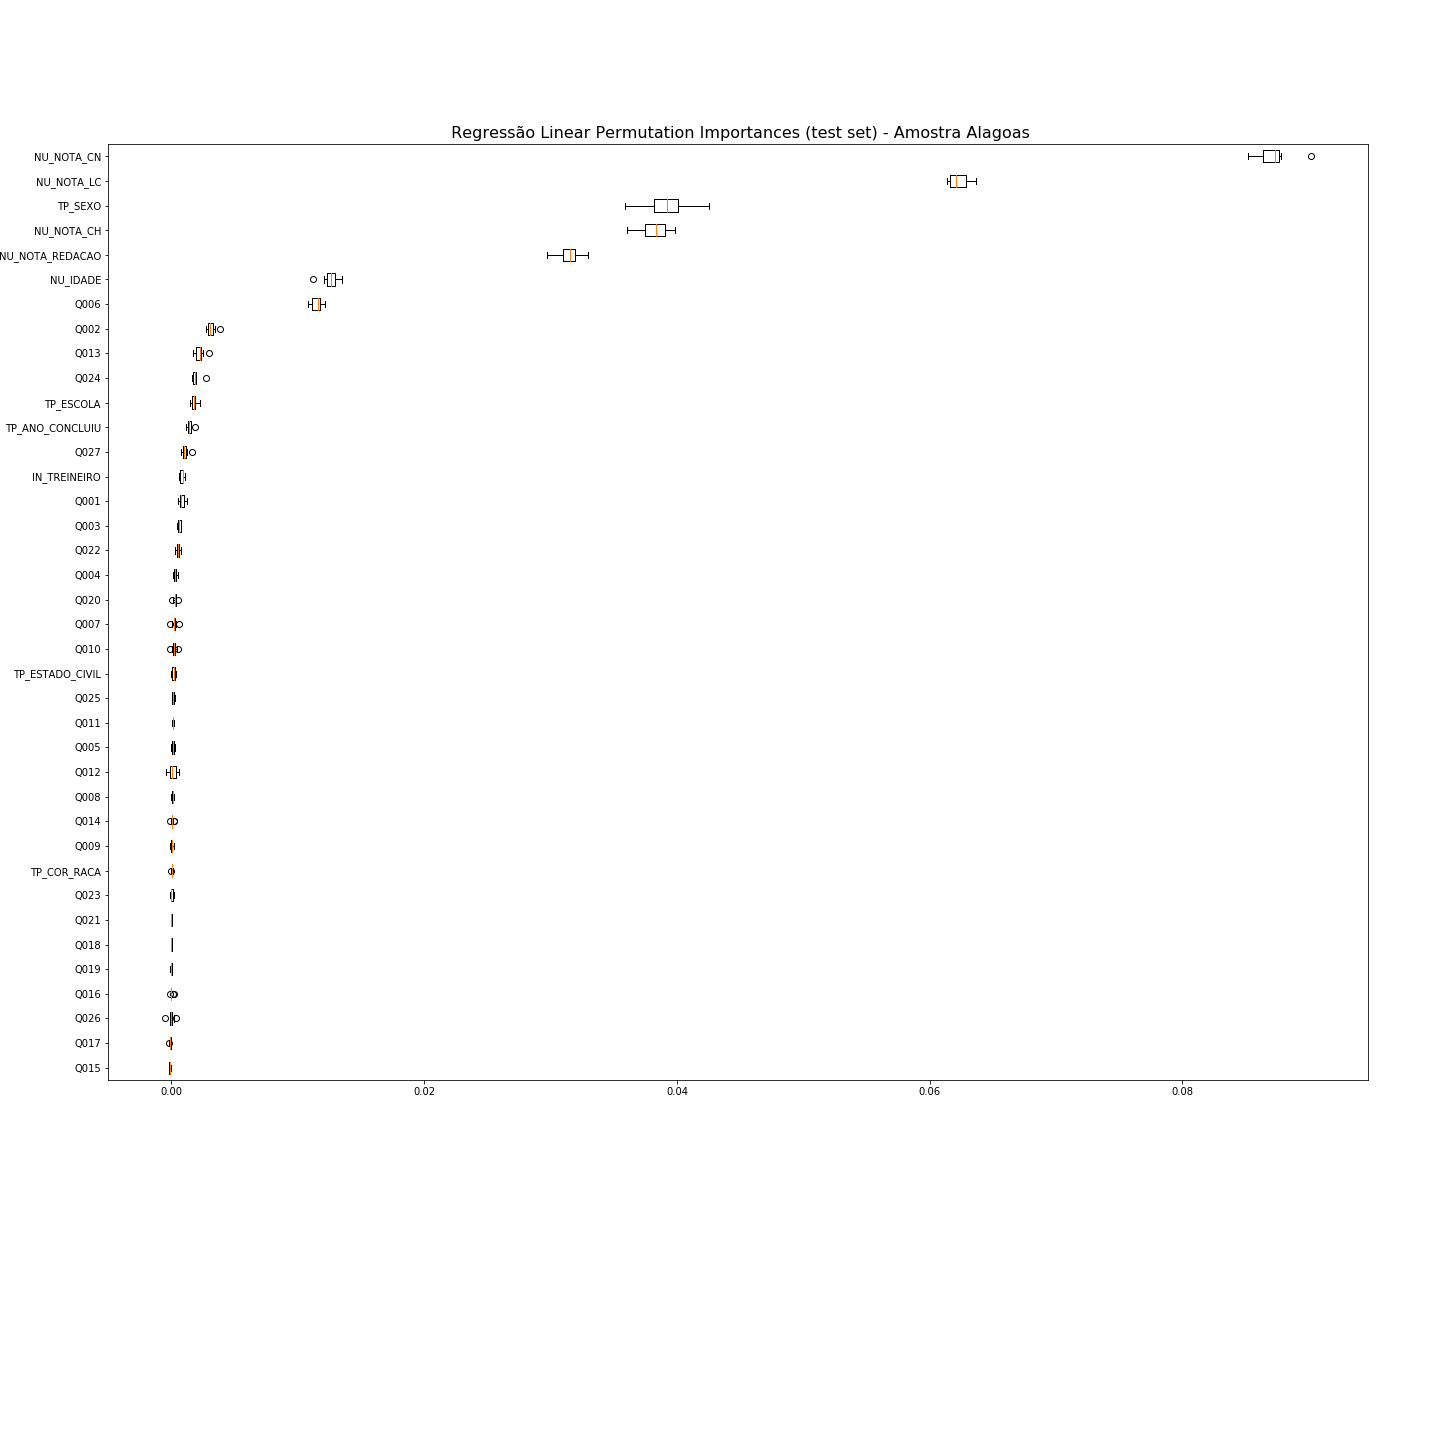 Regressão Linear Permutation Importances (test set) - Amostra Alagoas
NU_NOTA_CN
NU_NOTA_LC
TP_SEXO
NU_NOTA_CH
NU_NOTA_REDACAO
NU_IDADE
Q006
Q002
Q013
Q024
TP_ESCOLA
TP_ANO_CONCLUIU
Q027
IN_TREINEIRO
Q001
Q003
Q022
Q004
Q020
Q007
Q010
TP_ESTADO_CIVIL
Q025
Q011
Q005
Q012
Q008
Q014
Q009
TP_COR_RACA
Q023
Q021
Q018
Q019
Q016
Q026
Q017
Q015
0.00 0.02 0.04 0.06 0.08